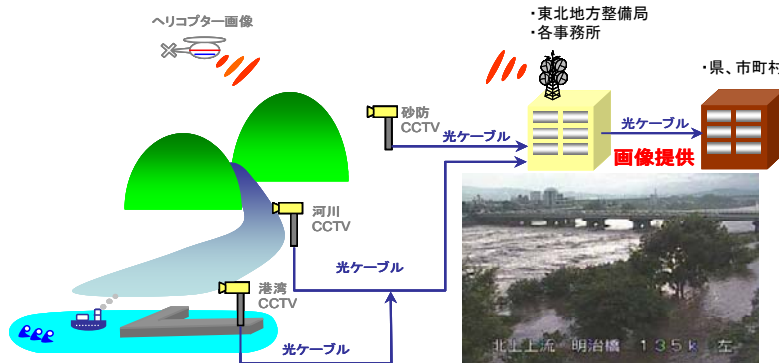 ヘリコプター画像
・東北地方整備局
・各事務所
・県、市町村
砂防
CCTV
光ケーブル
光ケーブル
画像提供
河川
CCTV
光ケーブル
港湾
CCTV
光ケーブル
北上上流 明治橋 135k 左